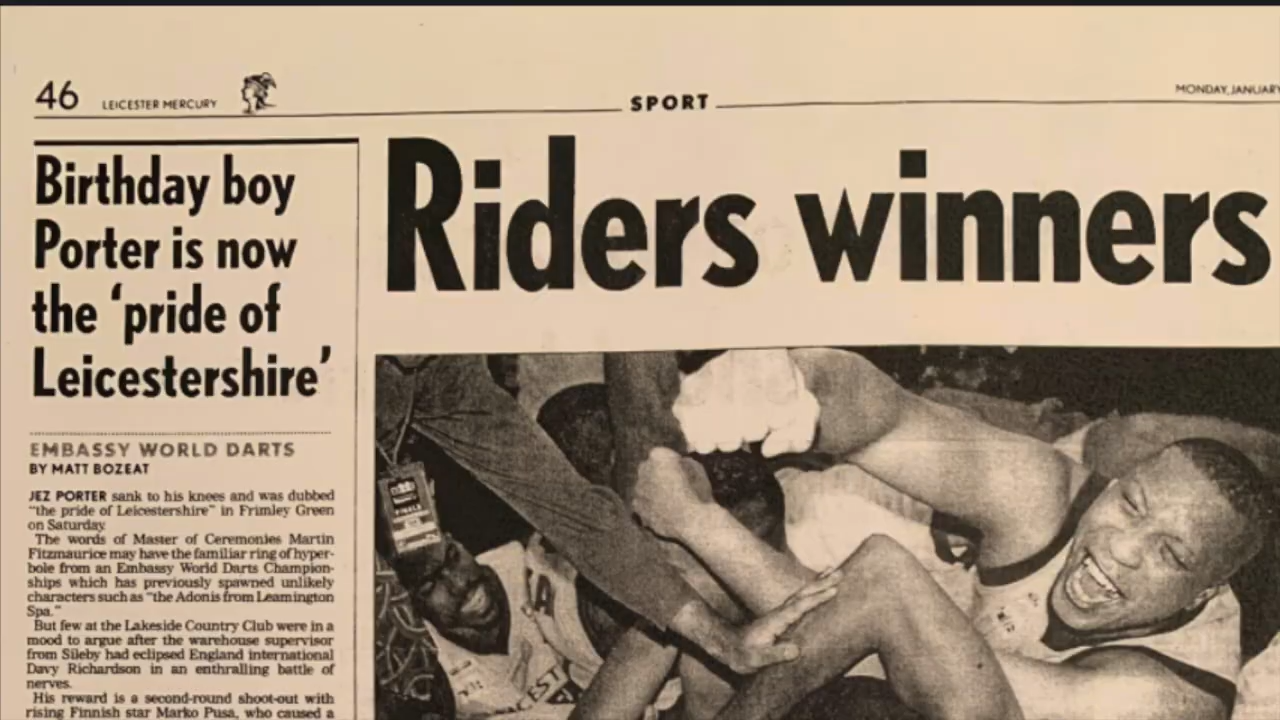 46 LEICESTER MERCURY
SPORT
MONDAY, JANUARY
Birthday boy
Porter is now
the ‘pride of
Leicestershire’
EMBASSY WORLD DARTS
BY MATT BOZEAT
JEZ PORTER sank to his knees and was dubbed
“the pride of Leicestershire” in Frimley Green
on Saturday.
The words of Master of Ceremonies Martin
Fitzmaurice may have the familiar ring of hyper-
bole from an Embassy World Darts Champion-
ships which has previously spawned unlikely
characters such as “the Adonis from Leamington
Spa.”
But few at the Lakeside Country Club were in a
mood to argue after the warehouse supervisor
from Sileby had eclipsed England international
Davy Richardson in an enthralling battle of
nerves.
His reward is a second-round shoot-out with
rising Finnish star Marko Pusa, who caused a
Riders winners